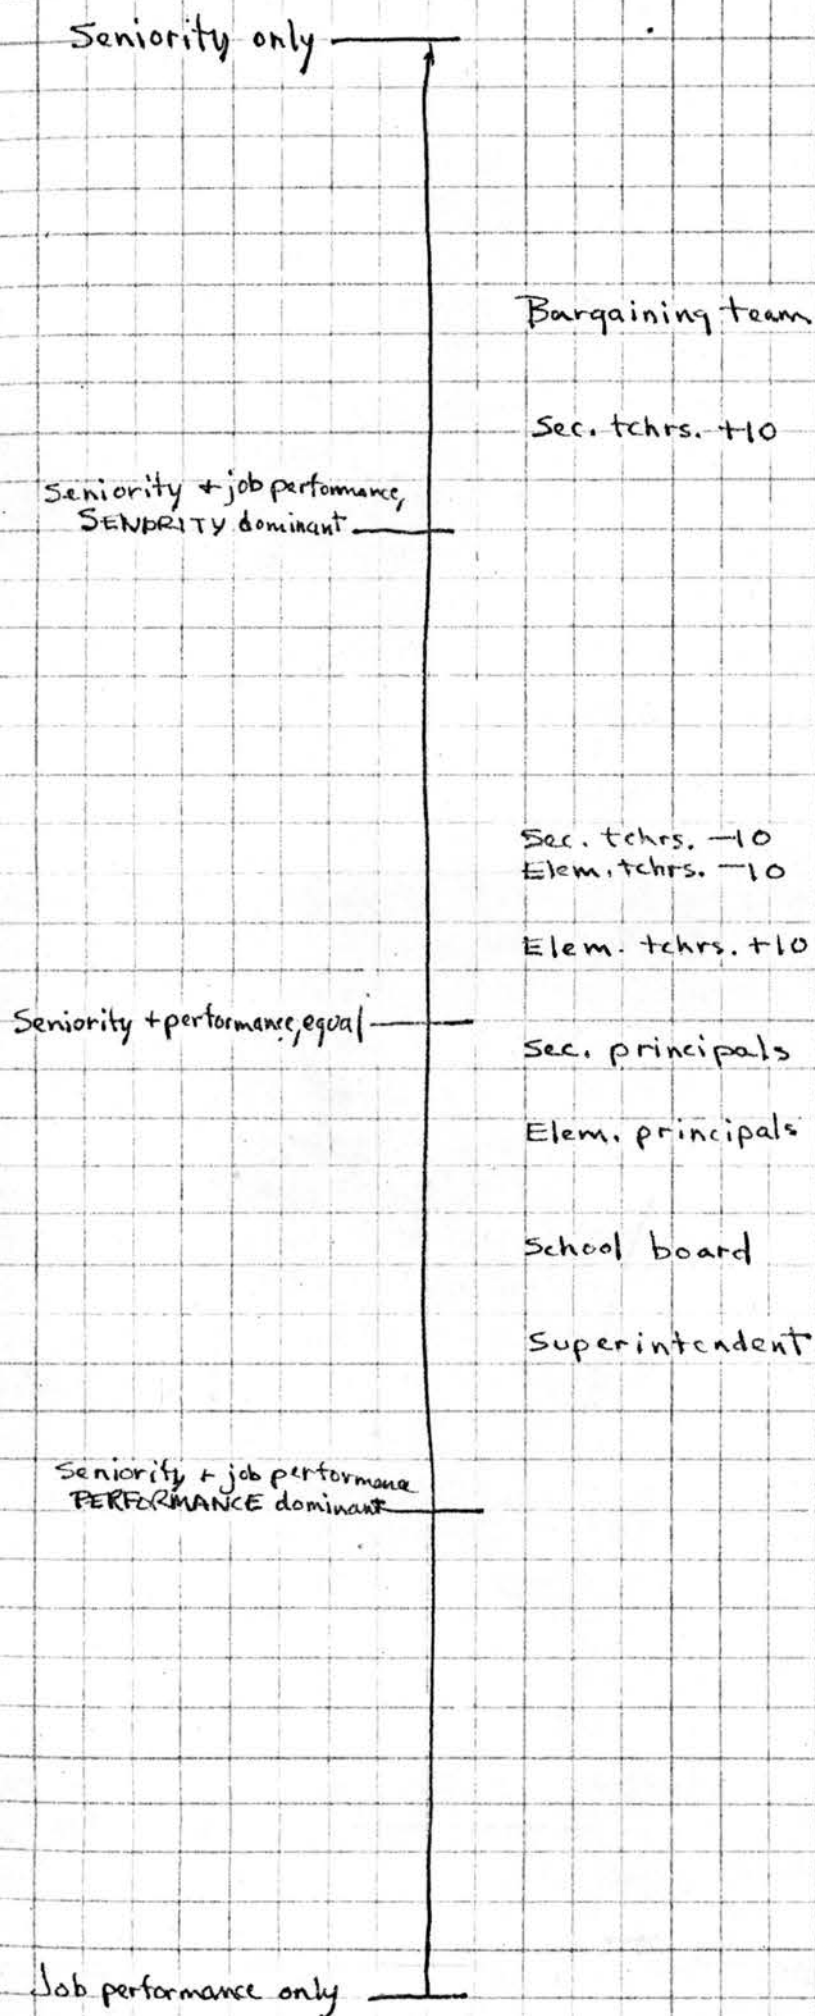 Seniority only
Bargaining team
Sec. tchrs. +10
Seniority + job performance,
SENIORITY dominant
Sec. tchrs. -10
Elem. tchrs. -10
Elem. tchrs. +10
Seniority + performance, equal
Sec. principals
Elem. principals
School board
Superintendent
Seniority + job performance
PERFORMANCE dominant
Job performance only